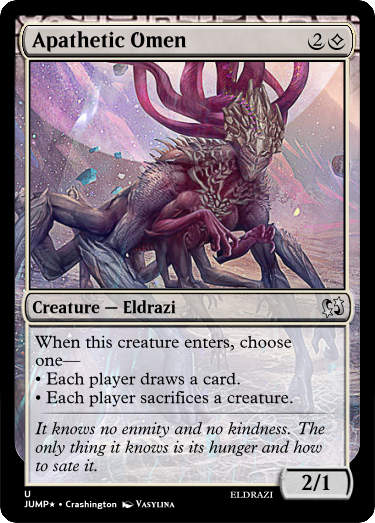 Apathetic Omen 2
Creature — Eldrazi
When this creature enters, choose
one—
• Each player draws a card.
• Each player sacrifices a creature.
It knows no enmity and no kindness. The
only thing it knows is its hunger and how
to sate it.
2/1
U
JUMP★ • Crashington VASYLINA
ELDRAZI